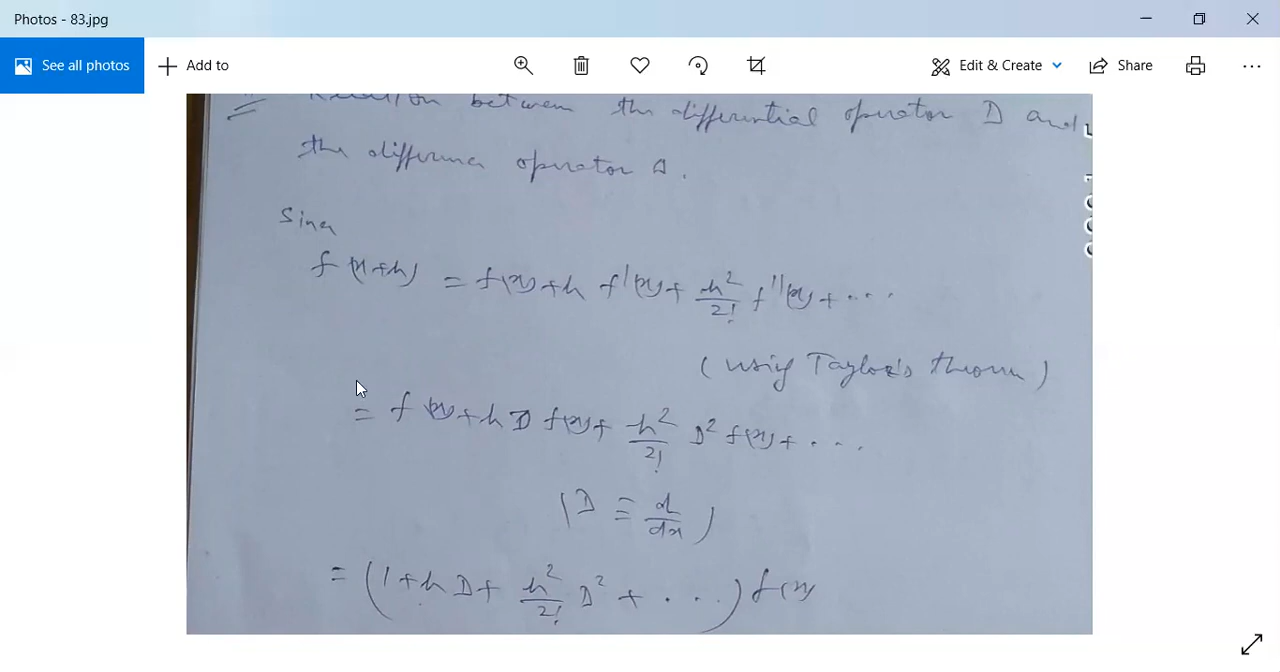 Photos - 83.jpg
See all photos
Add to
Edit & Create
Share
Relation between the differential operator D and
the difference operator Δ.
Since
f(x+h) = f(x)+h f'(x)+ h²/2! f''(x)+ ...
(using Taylor's theorem)
= f(x)+h D f(x)+ h²/2! D² f(x)+ ...
(D ≡ d/dx)
= (1+h D+ h²/2! D² + ...) f(x)